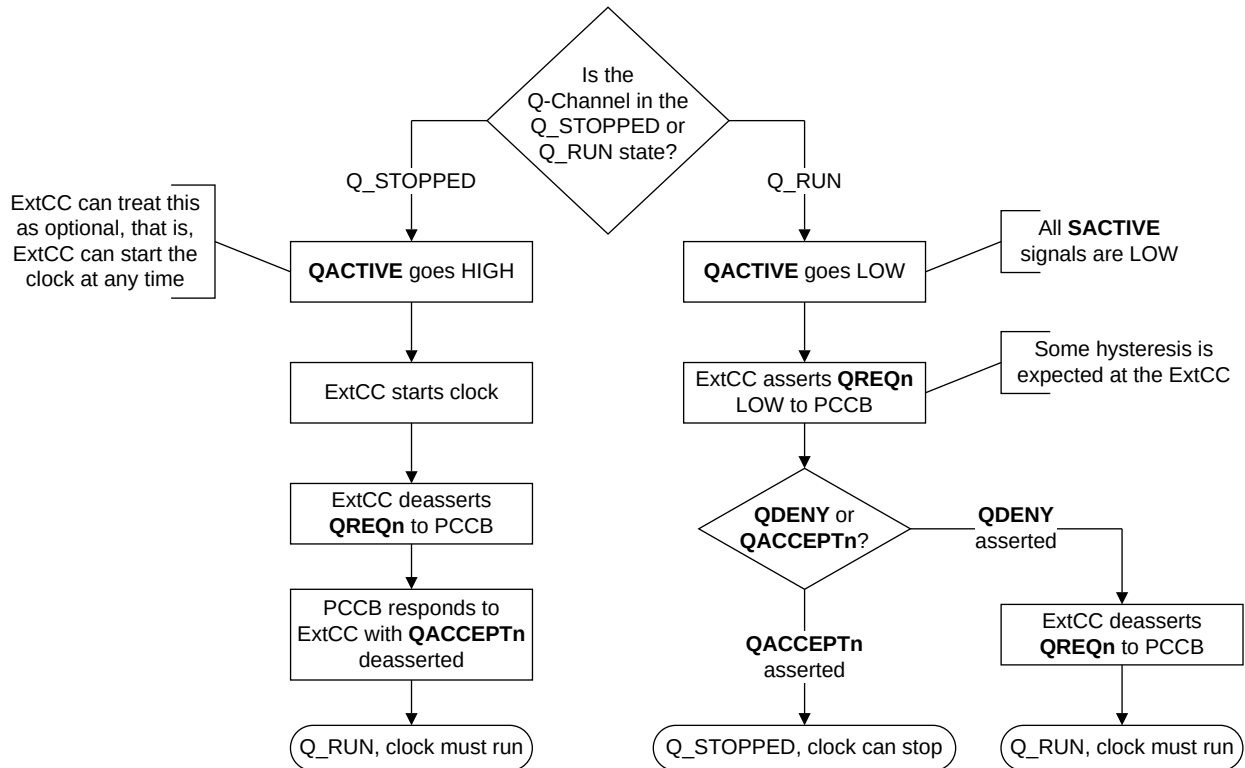 Is the
Q-Channel in the
Q_STOPPED or
Q_RUN state?
Q_STOPPED
Q_RUN
ExtCC can treat this
as optional, that is,
ExtCC can start the
clock at any time
QACTIVE goes HIGH
QACTIVE goes LOW
All SACTIVE
signals are LOW
ExtCC starts clock
ExtCC asserts QREQn
LOW to PCCB
Some hysteresis is
expected at the ExtCC
ExtCC deasserts
QREQn to PCCB
QDENY or
QACCEPTn?
QDENY
asserted
PCCB responds to
ExtCC with QACCEPTn
deasserted
QACCEPTn
asserted
ExtCC deasserts
QREQn to PCCB
Q_RUN, clock must run
Q_STOPPED, clock can stop
Q_RUN, clock must run